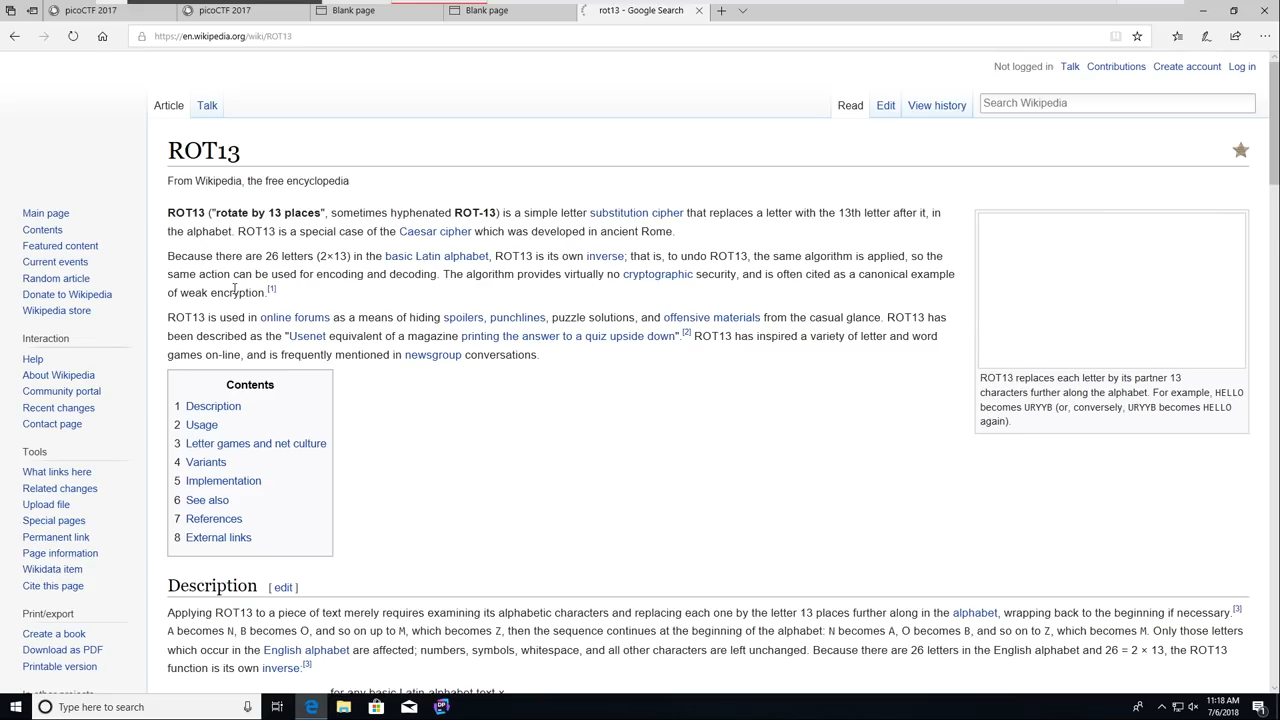 picoCTF 2017
picoCTF 2017
Blank page
Blank page
rot13 - Google Search
https://en.wikipedia.org/wiki/ROT13
Not logged in Talk Contributions Create account Log in
Article Talk
Read Edit View history
Search Wikipedia
ROT13
From Wikipedia, the free encyclopedia
Main page
Contents
Featured content
Current events
Random article
Donate to Wikipedia
Wikipedia store
Interaction
Help
About Wikipedia
Community portal
Recent changes
Contact page
Tools
What links here
Related changes
Upload file
Special pages
Permanent link
Page information
Wikidata item
Cite this page
Print/export
Create a book
Download as PDF
Printable version
In other projects
ROT13 ("rotate by 13 places", sometimes hyphenated ROT-13) is a simple letter substitution cipher that replaces a letter with the 13th letter after it, in
the alphabet. ROT13 is a special case of the Caesar cipher which was developed in ancient Rome.
Because there are 26 letters (2×13) in the basic Latin alphabet, ROT13 is its own inverse; that is, to undo ROT13, the same algorithm is applied, so the
same action can be used for encoding and decoding. The algorithm provides virtually no cryptographic security, and is often cited as a canonical example
of weak encryption.[1]
ROT13 is used in online forums as a means of hiding spoilers, punchlines, puzzle solutions, and offensive materials from the casual glance. ROT13 has
been described as the "Usenet equivalent of a magazine printing the answer to a quiz upside down".[2] ROT13 has inspired a variety of letter and word
games on-line, and is frequently mentioned in newsgroup conversations.
ROT13 replaces each letter by its partner 13
characters further along the alphabet. For example, HELLO
becomes URYYB (or, conversely, URYYB becomes HELLO
again).
Contents
1 Description
2 Usage
3 Letter games and net culture
4 Variants
5 Implementation
6 See also
7 References
8 External links
Description [ edit ]
Applying ROT13 to a piece of text merely requires examining its alphabetic characters and replacing each one by the letter 13 places further along in the alphabet, wrapping back to the beginning if necessary.[3]
A becomes N, B becomes O, and so on up to M, which becomes Z, then the sequence continues at the beginning of the alphabet: N becomes A, O becomes B, and so on to Z, which becomes M. Only those letters
which occur in the English alphabet are affected; numbers, symbols, whitespace, and all other characters are left unchanged. Because there are 26 letters in the English alphabet and 26 = 2 × 13, the ROT13
function is its own inverse:[3]
for any basic Latin-alphabet text x
Type here to search
11:18 AM
7/6/2018